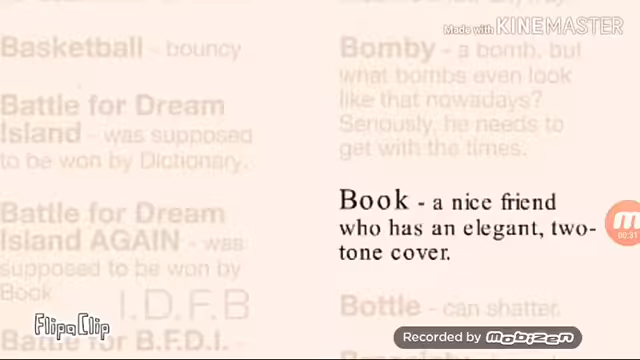 Made with KINEMASTER
Basketball - bouncy
Battle for Dream
Island - was supposed
to be won by Dictionary.
Battle for Dream
Island AGAIN - was
supposed to be won by
Book
I.D.F.B
FlipaClip
Battle for B.F.D.I. -
Bomby - a bomb, but
what bombs even look
like that nowadays?
Seriously, he needs to
get with the times.
Book - a nice friend
who has an elegant, two-
tone cover.
00:31
Bottle - can shatter.
Recorded by mobizen